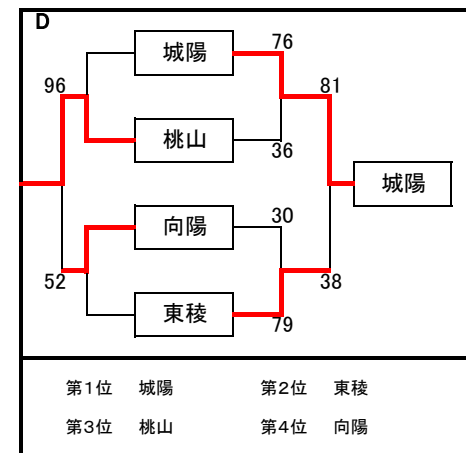 D
城陽 76
96 81
桃山 36
城陽
向陽 30
52 38
東稜 79
第1位 城陽 第2位 東稜
第3位 桃山 第4位 向陽